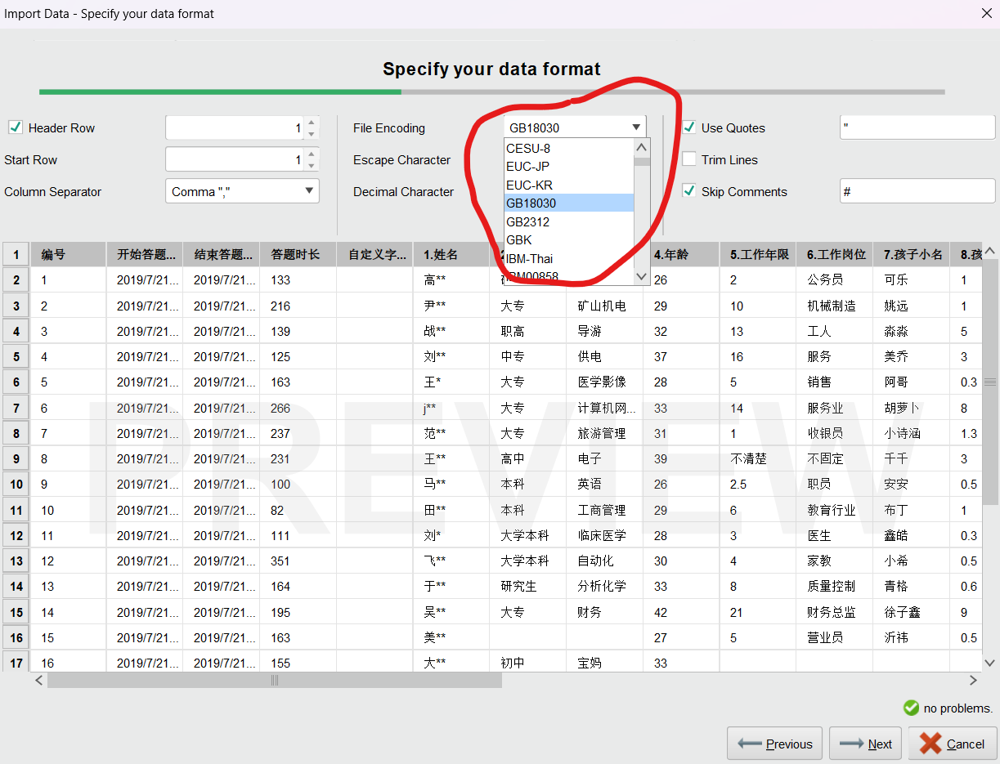 Import Data - Specify your data format
Specify your data format
Header Row 1 File Encoding GB18030 Use Quotes "
Start Row 1 Escape Character Trim Lines
Column Separator Comma "," Decimal Character Skip Comments #
CESU-8
EUC-JP
EUC-KR
GB18030
GB2312
GBK
IBM-Thai
IBM00858
1 编号 开始答题... 结束答题... 答题时长 自定义字... 1.姓名 4.年龄 5.工作年限 6.工作岗位 7.孩子小名 8.孩
2 1 2019/7/21... 2019/7/21... 133 高** 26 2 公务员 可乐 1
3 2 2019/7/21... 2019/7/21... 216 尹** 大专 矿山机电 29 10 机械制造 姚远 1
4 3 2019/7/21... 2019/7/21... 139 战** 职高 导游 32 13 工人 淼淼 5
5 4 2019/7/21... 2019/7/21... 125 刘** 中专 供电 37 16 服务 美乔 3
6 5 2019/7/21... 2019/7/21... 163 王* 大专 医学影像 28 5 销售 阿哥 0.3
7 6 2019/7/21... 2019/7/21... 266 j** 大专 计算机网... 33 14 服务业 胡萝卜 8
8 7 2019/7/21... 2019/7/21... 237 范** 大专 旅游管理 31 1 收银员 小诗涵 1.3
9 8 2019/7/21... 2019/7/21... 231 王** 高中 电子 39 不清楚 不固定 千千 3
10 9 2019/7/21... 2019/7/21... 100 马** 本科 英语 26 2.5 职员 安安 0.5
11 10 2019/7/21... 2019/7/21... 82 田** 本科 工商管理 29 6 教育行业 布丁 1
12 11 2019/7/21... 2019/7/21... 111 刘* 大学本科 临床医学 28 3 医生 鑫皓 0.3
13 12 2019/7/21... 2019/7/21... 351 飞** 大学本科 自动化 30 4 家教 小希 0.5
14 13 2019/7/21... 2019/7/21... 164 于** 研究生 分析化学 33 8 质量控制 青格 0.6
15 14 2019/7/21... 2019/7/21... 195 吴** 大专 财务 42 21 财务总监 徐子鑫 9
16 15 2019/7/21... 2019/7/21... 163 美** 27 5 营业员 沂祎 0.5
17 16 2019/7/21... 2019/7/21... 155 大** 初中 宝妈 33
PREVIEW
no problems.
Previous Next Cancel